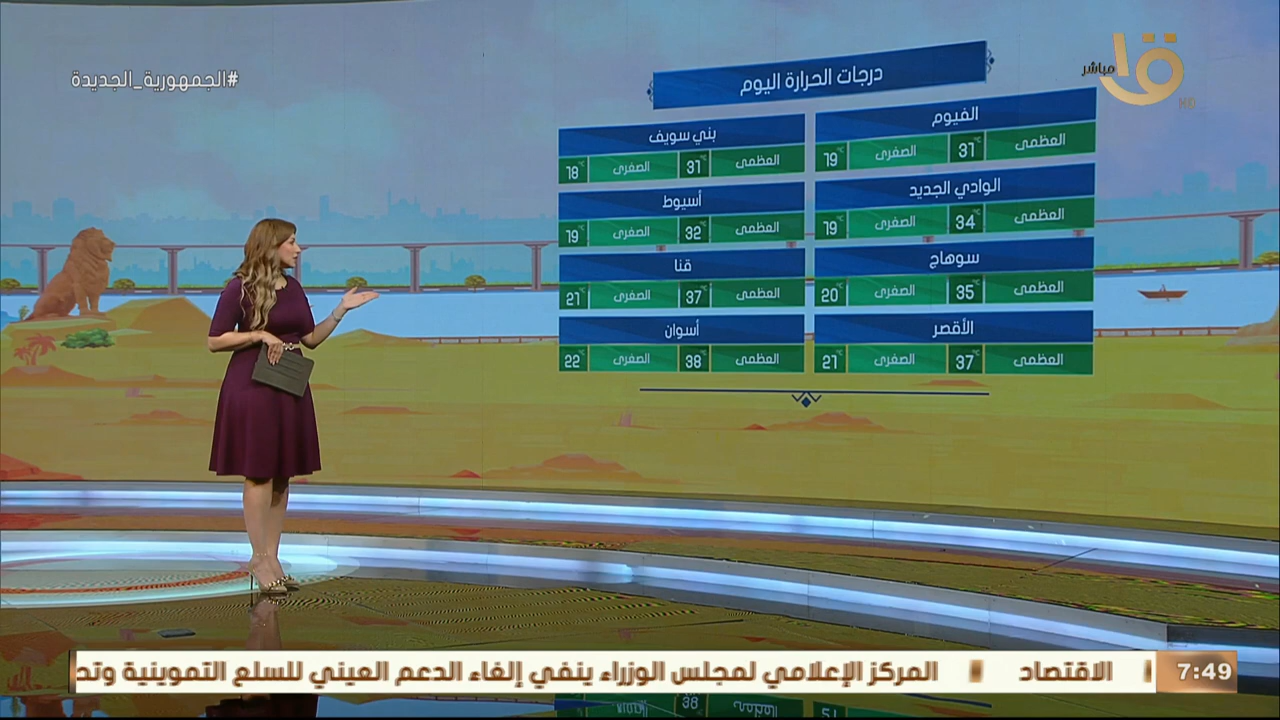 #الجمهورية_الجديدة
مباشر
HD
درجات الحرارة اليوم
الفيوم
العظمى 31 °C الصغرى 19 °C
بني سويف
العظمى 31 °C الصغرى 18 °C
الوادي الجديد
العظمى 34 °C الصغرى 19 °C
أسيوط
العظمى 32 °C الصغرى 19 °C
سوهاج
العظمى 35 °C الصغرى 20 °C
قنا
العظمى 37 °C الصغرى 21 °C
الأقصر
العظمى 37 °C الصغرى 21 °C
أسوان
العظمى 38 °C الصغرى 22 °C
7:49 الاقتصاد المركز الإعلامي لمجلس الوزراء ينفي إلغاء الدعم العيني للسلع التموينية